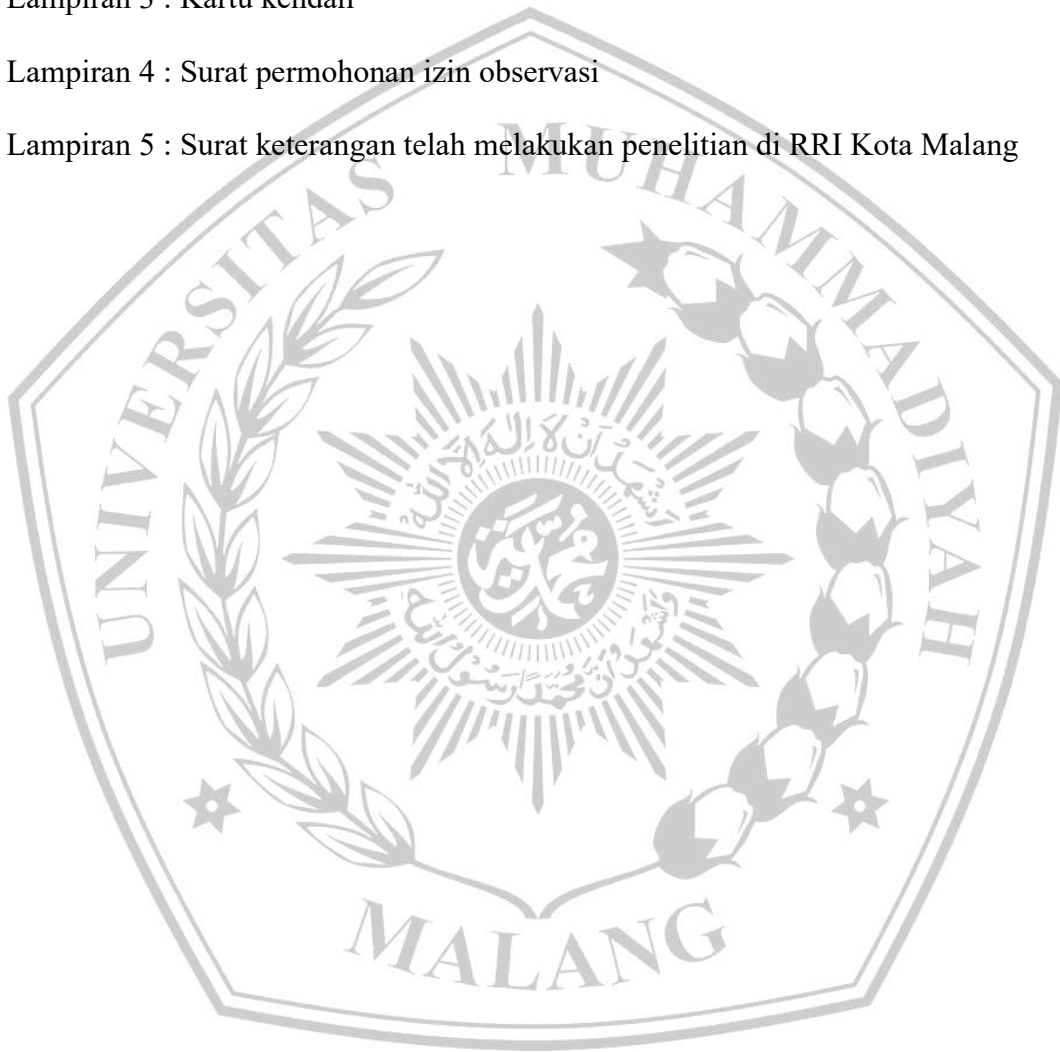 Lampiran 3 : Kartu kendali
Lampiran 4 : Surat permohonan izin observasi
Lampiran 5 : Surat keterangan telah melakukan penelitian di RRI Kota Malang
UNIVERSITAS MUHAMMADIYAH
MALANG